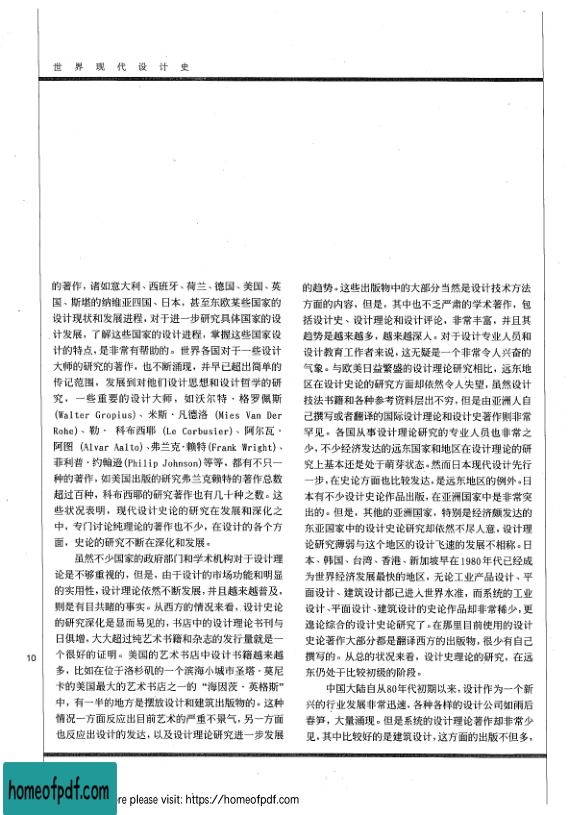 世界现代设计史
的著作，诸如意大利、西班牙、荷兰、德国、美国、英
国、斯堪的纳维亚四国、日本，甚至东欧某些国家的
设计现状和发展进程，对于进一步研究具体国家的设
计发展，了解这些国家的设计进程，掌握这些国家设
计的特点，是非常有帮助的。世界各国对于一些设计
大师的研究的著作，也不断涌现，并早已超出简单的
传记范围，发展到对他们设计思想和设计哲学的研
究，一些重要的设计大师，如沃尔特·格罗佩斯
(Walter Gropius)、米斯·凡德洛 (Mies Van Der
Rohe)、勒· 科布西耶 (Le Corbusier)、阿尔瓦·
阿图 (Alvar Aalto)、弗兰克·赖特(Frank Wright)、
菲利普·约翰逊(Philip Johnson)等等，都有不只一
种的著作，如美国出版的研究弗兰克赖特的著作总数
超过百种，科布西耶的研究著作也有几十种之数。这
些状况表明，现代设计史论的研究在发展和深化之
中，专门讨论纯理论的著作也不少，在设计的各个方
面，史论的研究不断在深化和发展。
虽然不少国家的政府部门和学术机构对于设计理
论是不够重视的，但是，由于设计的市场功能和明显
的实用性，设计理论依然不断发展，并且越来越普及，
则是有目共睹的事实。从西方的情况来看，设计史论
的研究深化是显而易见的，书店中的设计理论书刊与
日俱增，大大超过纯艺术书籍和杂志的发行量就是一
个很好的证明。美国的艺术书店中设计书籍越来越
多，比如在位于洛杉矶的一个滨海小城市圣塔·莫尼
卡的美国最大的艺术书店之一的“海因茨·英格斯”
中，有一半的地方是摆放设计和建筑出版物的。这种
情况一方面反应出目前艺术的严重不景气，另一方面
也反应出设计的发达，以及设计理论研究进一步发展
的趋势。这些出版物中的大部分当然是设计技术方法
方面的内容，但是，其中也不乏严肃的学术著作，包
括设计史、设计理论和设计评论，非常丰富，并且其
趋势是越来越多，越来越深入。对于设计专业人员和
设计教育工作者来说，这无疑是一个非常令人兴奋的
气象。与欧美日益繁盛的设计理论研究相比，远东地
区在设计史论的研究方面却依然令人失望，虽然设计
技法书籍和各种参考资料层出不穷，但是由亚洲人自
己撰写或者翻译的国际设计理论和设计史著作则非常
罕见。各国从事设计理论研究的专业人员也非常之
少，不少经济发达的远东国家和地区在设计理论的研
究上基本还是处于萌芽状态。然而日本现代设计先行
一步，在史论方面也比较发达，是远东地区的例外。日
本有不少设计史论作品出版，在亚洲国家中是非常突
出的。但是，其他的亚洲国家，特别是经济颇发达的
东亚国家中的设计史论研究却依然不尽人意，设计理
论研究薄弱与这个地区的设计飞速的发展不相称。日
本、韩国、台湾、香港、新加坡早在1980年代已经成
为世界经济发展最快的地区，无论工业产品设计、平
面设计、建筑设计都已进入世界水准，而系统的工业
设计、平面设计、建筑设计的史论作品却非常稀少，更
遑论综合的设计史论研究了。在那里目前使用的设计
史论著作大部分都是翻译西方的出版物，很少有自己
撰写的。从总的状况来看，设计史理论的研究，在远
东仍处于比较初级的阶段。
中国大陆自从80年代初期以来，设计作为一个新
兴的行业发展非常迅速，各种各样的设计公司如雨后
春笋，大量涌现。但是系统的设计理论著作却非常少
见，其中比较好的是建筑设计，这方面的出版不但多，
10
homeofpdf.com
re please visit: https://homeofpdf.com